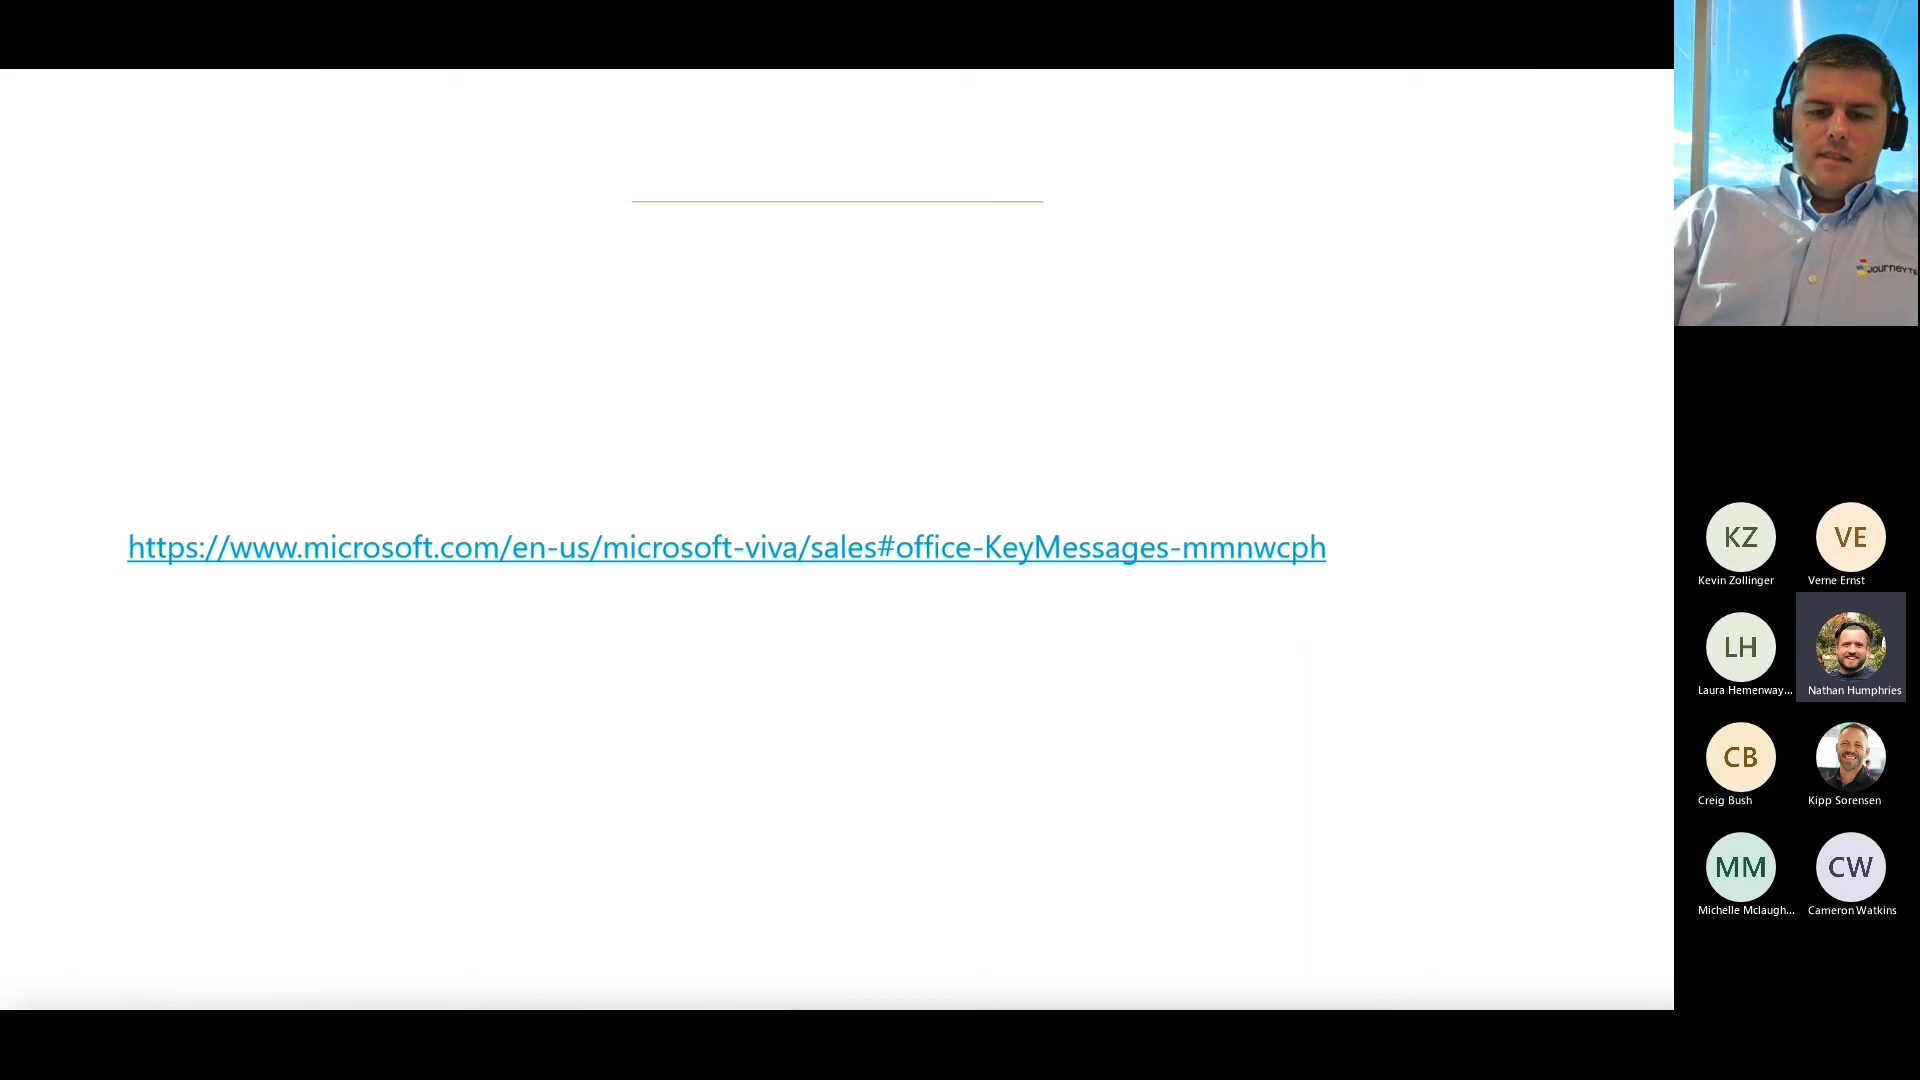 https://www.microsoft.com/en-us/microsoft-viva/sales#office-KeyMessages-mmnwcph
KZ
VE
Kevin Zollinger
Verne Ernst
LH
Laura Hemenway...
Nathan Humphries
CB
Creig Bush
Kipp Sorensen
MM
CW
Michelle Mclaugh...
Cameron Watkins